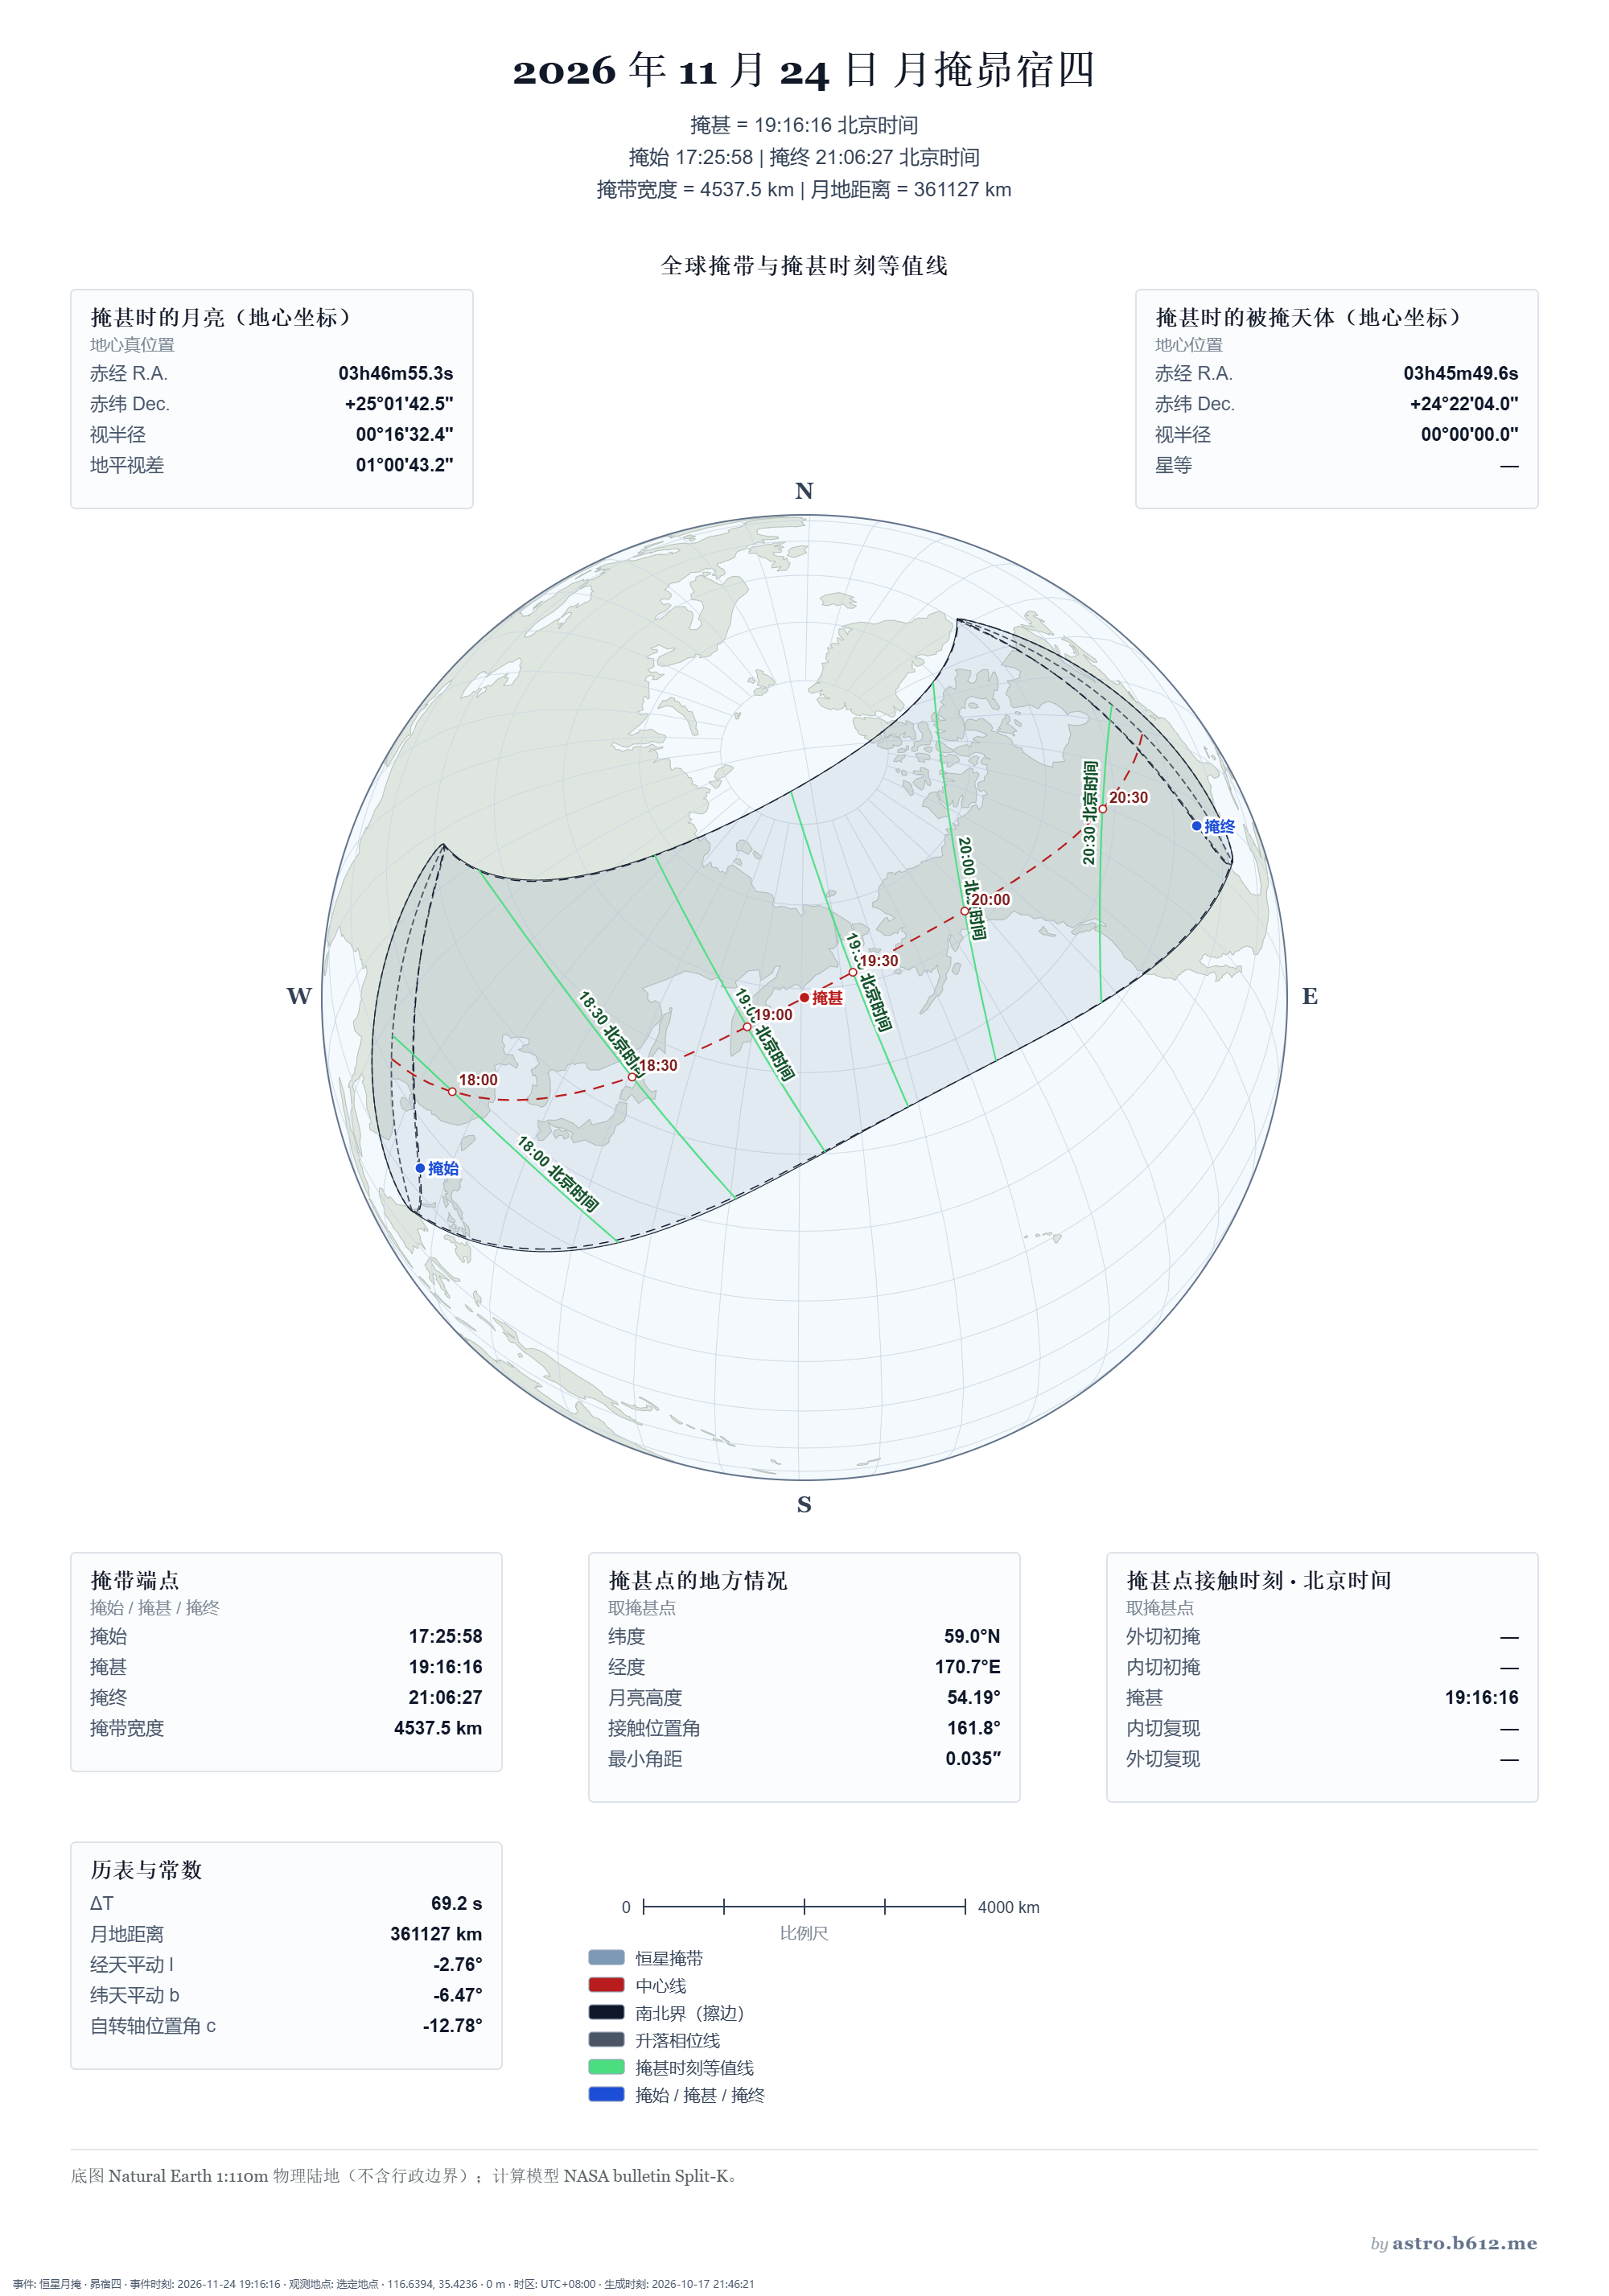 2026 年 11 月 24 日 月掩昴宿四
掩甚 = 19:16:16 北京时间
掩始 17:25:58 | 掩终 21:06:27 北京时间
掩带宽度 = 4537.5 km | 月地距离 = 361127 km
全球掩带与掩甚时刻等值线
掩甚时的月亮（地心坐标）
地心真位置
赤经 R.A. 03h46m55.3s
赤纬 Dec. +25°01'42.5"
视半径 00°16'32.4"
地平视差 01°00'43.2"
掩甚时的被掩天体（地心坐标）
地心位置
赤经 R.A. 03h45m49.6s
赤纬 Dec. +24°22'04.0"
视半径 00°00'00.0"
星等 —
N
W
E
S
20:30 北京时间
20:30
掩终
20:00 北京时间
20:00
19:30 北京时间
19:30
掩甚
19:00 北京时间
19:00
18:30 北京时间
18:30
18:00
18:00 北京时间
掩始
掩带端点
掩始 / 掩甚 / 掩终
掩始 17:25:58
掩甚 19:16:16
掩终 21:06:27
掩带宽度 4537.5 km
掩甚点的地方情况
取掩甚点
纬度 59.0°N
经度 170.7°E
月亮高度 54.19°
接触位置角 161.8°
最小角距 0.035″
掩甚点接触时刻 · 北京时间
取掩甚点
外切初掩 —
内切初掩 —
掩甚 19:16:16
内切复现 —
外切复现 —
历表与常数
ΔT 69.2 s
月地距离 361127 km
经天平动 l -2.76°
纬天平动 b -6.47°
自转轴位置角 c -12.78°
0 4000 km
比例尺
恒星掩带
中心线
南北界（擦边）
升落相位线
掩甚时刻等值线
掩始 / 掩甚 / 掩终
底图 Natural Earth 1:110m 物理陆地（不含行政边界）；计算模型 NASA bulletin Split-K。
by astro.b612.me
事件: 恒星月掩 · 昴宿四 · 事件时刻: 2026-11-24 19:16:16 · 观测地点: 选定地点 · 116.6394, 35.4236 · 0 m · 时区: UTC+08:00 · 生成时刻: 2026-10-17 21:46:21